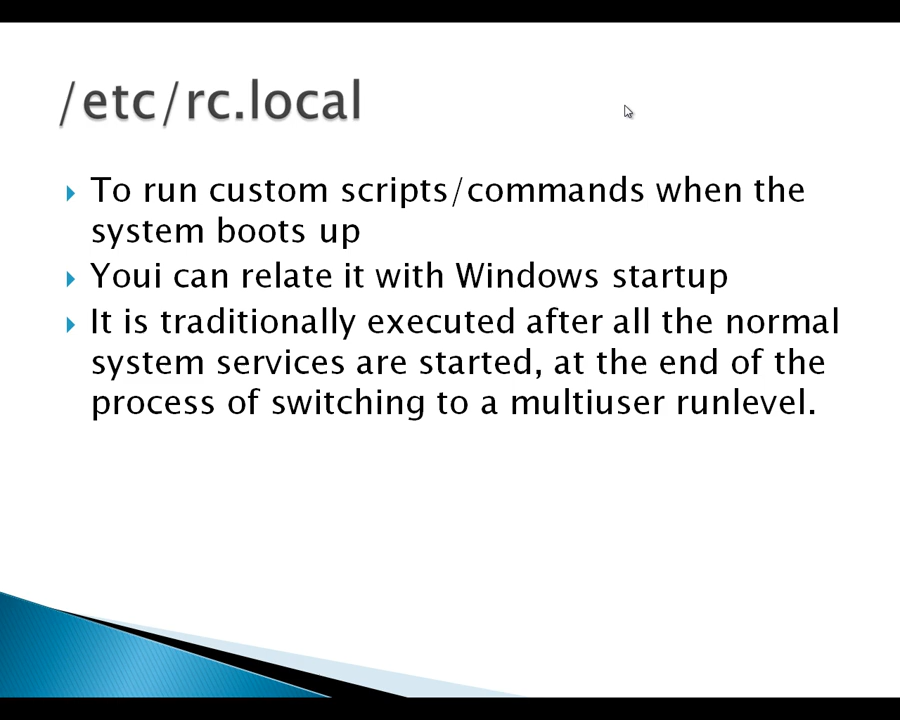 /etc/rc.local
To run custom scripts/commands when the
system boots up
Youi can relate it with Windows startup
It is traditionally executed after all the normal
system services are started, at the end of the
process of switching to a multiuser runlevel.